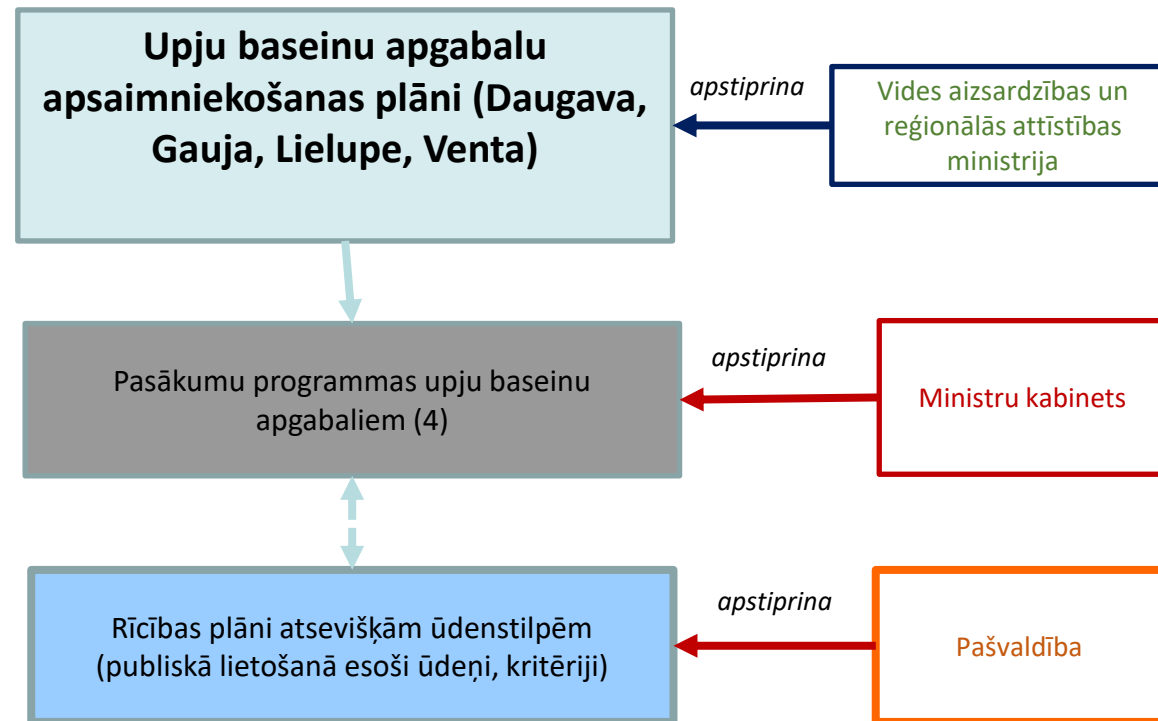 Upju baseinu apgabalu
apsaimniekošanas plāni (Daugava,
Gauja, Lielupe, Venta)
apstiprina
Vides aizsardzības un
reģionālās attīstības
ministrija
Pasākumu programmas upju baseinu
apgabaliem (4)
apstiprina
Ministru kabinets
Rīcības plāni atsevišķām ūdenstilpēm
(publiskā lietošanā esoši ūdeņi, kritēriji)
apstiprina
Pašvaldība